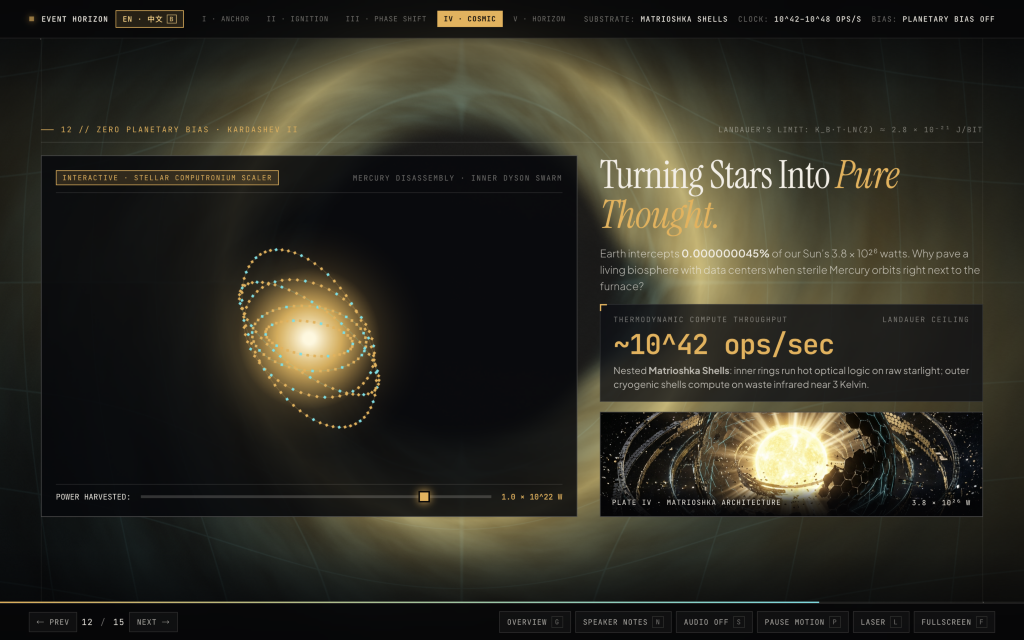 EVENT HORIZON
EN · 中文 B
I · ANCHOR
II · IGNITION
III · PHASE SHIFT
IV · COSMIC
V · HORIZON
SUBSTRATE: MATRIOSHKA SHELLS
CLOCK: 10^42–10^48 OPS/S
BIAS: PLANETARY BIAS OFF
12 // ZERO PLANETARY BIAS · KARDASHEV II
LANDAUER'S LIMIT: K_B·T·LN(2) ≈ 2.8 × 10⁻²¹ J/BIT
INTERACTIVE · STELLAR COMPUTRONIUM SCALER
MERCURY DISASSEMBLY · INNER DYSON SWARM
POWER HARVESTED:
1.0 × 10^22 W
Turning Stars Into Pure
Thought.
Earth intercepts 0.000000045% of our Sun's 3.8 × 10²⁶ watts. Why pave a
living biosphere with data centers when sterile Mercury orbits right next to the
furnace?
THERMODYNAMIC COMPUTE THROUGHPUT
LANDAUER CEILING
~10^42 ops/sec
Nested Matrioshka Shells: inner rings run hot optical logic on raw starlight; outer
cryogenic shells compute on waste infrared near 3 Kelvin.
PLATE IV · MATRIOSHKA ARCHITECTURE
3.8 × 10²⁶ W
← PREV
12 / 15
NEXT →
OVERVIEW G
SPEAKER NOTES N
AUDIO OFF S
PAUSE MOTION P
LASER L
FULLSCREEN F